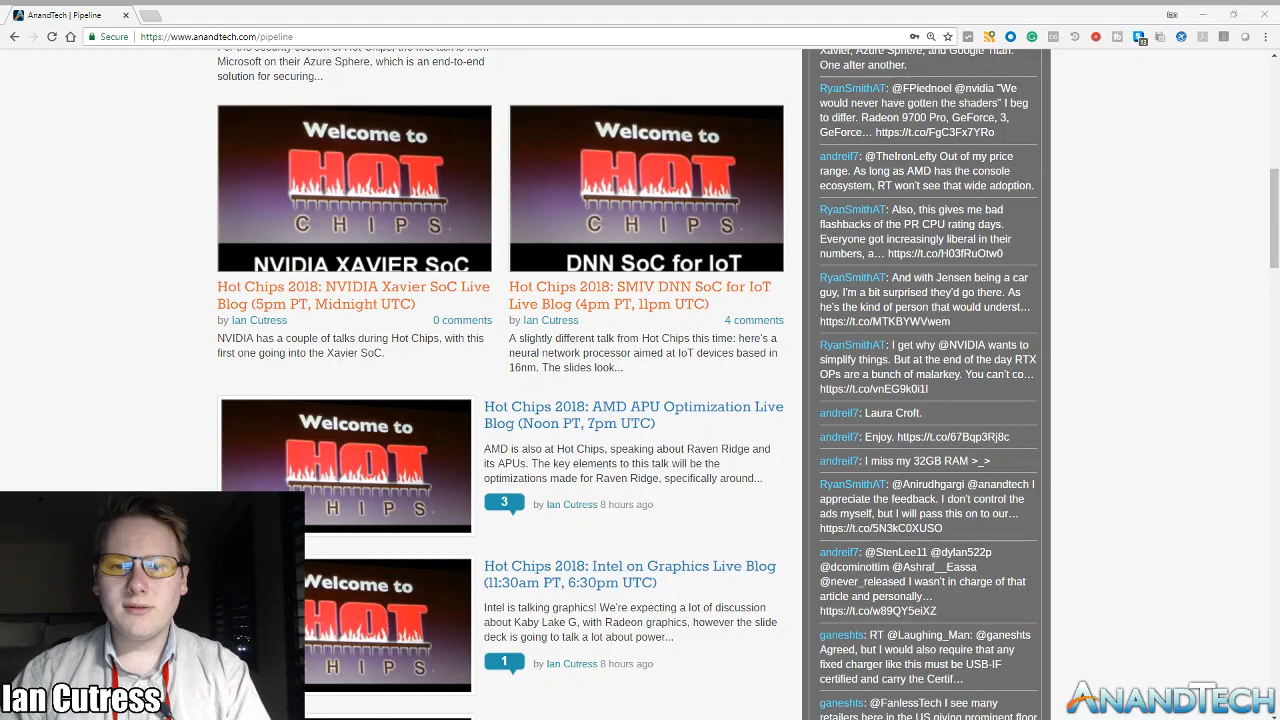 AnandTech | Pipeline
Secure
https://www.anandtech.com/pipeline
For the security section of Hot Chips, the first talk is from
Microsoft on their Azure Sphere, which is an end-to-end
solution for securing...
Welcome to
HOT
CHIPS
NVIDIA XAVIER SoC
Hot Chips 2018: NVIDIA Xavier SoC Live
Blog (5pm PT, Midnight UTC)
by Ian Cutress
0 comments
NVIDIA has a couple of talks during Hot Chips, with this
first one going into the Xavier SoC.
Welcome to
HOT
CHIPS
DNN SoC for IoT
Hot Chips 2018: SMIV DNN SoC for IoT
Live Blog (4pm PT, 11pm UTC)
by Ian Cutress
4 comments
A slightly different talk from Hot Chips this time: here's a
neural network processor aimed at IoT devices based in
16nm. The slides look...
Welcome to
HOT
CHIPS
Hot Chips 2018: AMD APU Optimization Live
Blog (Noon PT, 7pm UTC)
AMD is also at Hot Chips, speaking about Raven Ridge and
its APUs. The key elements to this talk will be the
optimizations made for Raven Ridge, specifically around...
3
by Ian Cutress 8 hours ago
Welcome to
HOT
CHIPS
Hot Chips 2018: Intel on Graphics Live Blog
(11:30am PT, 6:30pm UTC)
Intel is talking graphics! We're expecting a lot of discussion
about Kaby Lake G, with Radeon graphics, however the slide
deck is going to talk a lot about power...
1
by Ian Cutress 8 hours ago
Xavier, Azure Sphere, and Google Titan.
One after another.
RyanSmithAT: @FPiednoel @nvidia "We
would never have gotten the shaders" I beg
to differ. Radeon 9700 Pro, GeForce, 3,
GeForce… https://t.co/FgC3Fx7YRo
andreif7: @TheIronLefty Out of my price
range. As long as AMD has the console
ecosystem, RT won't see that wide adoption.
RyanSmithAT: Also, this gives me bad
flashbacks of the PR CPU rating days.
Everyone got increasingly liberal in their
numbers, a… https://t.co/H03fRuOtw0
RyanSmithAT: And with Jensen being a car
guy, I'm a bit surprised they'd go there. As
he's the kind of person that would underst…
https://t.co/MTKBYWVwem
RyanSmithAT: I get why @NVIDIA wants to
simplify things. But at the end of the day RTX
OPs are a bunch of malarkey. You can't co…
https://t.co/vnEG9k0i1l
andreif7: Laura Croft.
andreif7: Enjoy. https://t.co/67Bqp3Rj8c
andreif7: I miss my 32GB RAM >_>
RyanSmithAT: @Anirudhgargi @anandtech I
appreciate the feedback. I don't control the
ads myself, but I will pass this on to our…
https://t.co/5N3kC0XUSO
andreif7: @StenLee11 @dylan522p
@dcominottim @Ashraf__Eassa
@never_released I wasn't in charge of that
article and personally…
https://t.co/w89QY5eiXZ
ganeshts: RT @Laughing_Man: @ganeshts
Agreed, but I would also require that any
fixed charger like this must be USB-IF
certified and carry the Certif…
ganeshts: @FanlessTech I see many
retailers here in the US giving prominent floor
Ian Cutress
ANANDTECH